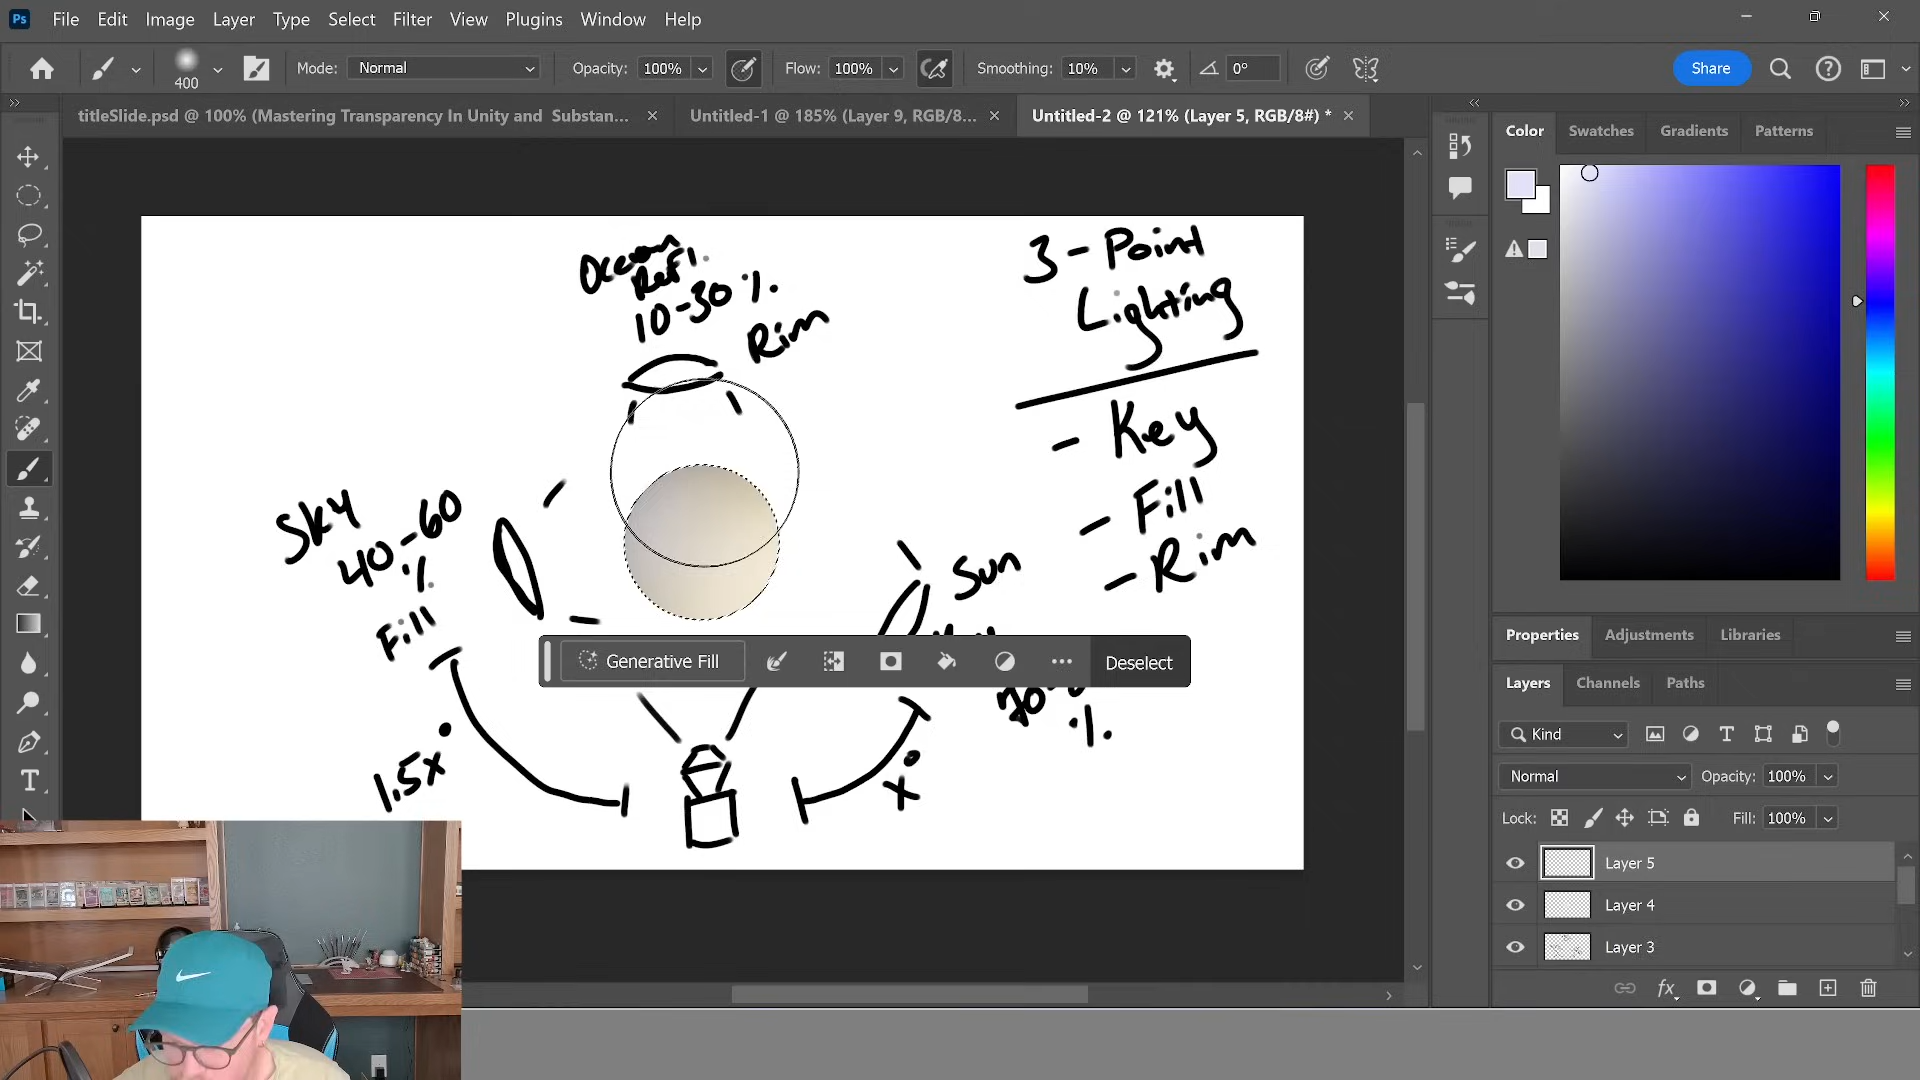 Ps File Edit Image Layer Type Select Filter View Plugins Window Help
400 Mode: Normal Opacity: 100% Flow: 100% Smoothing: 10% 0° Share
titleSlide.psd @ 100% (Mastering Transparency In Unity and Substan...
Untitled-1 @ 185% (Layer 9, RGB/8...
Untitled-2 @ 121% (Layer 5, RGB/8#) *
Color Swatches Gradients Patterns
Ocean
Refl.
10-30 %.
Rim
3 - Point
Lighting
- Key
- Fill
- Rim
Sky
40-60
%
Fill
Sun
%.
1.5x°
x°
Generative Fill
Deselect
Properties Adjustments Libraries
Layers Channels Paths
Kind
Normal Opacity: 100%
Lock: Fill: 100%
Layer 5
Layer 4
Layer 3
fx